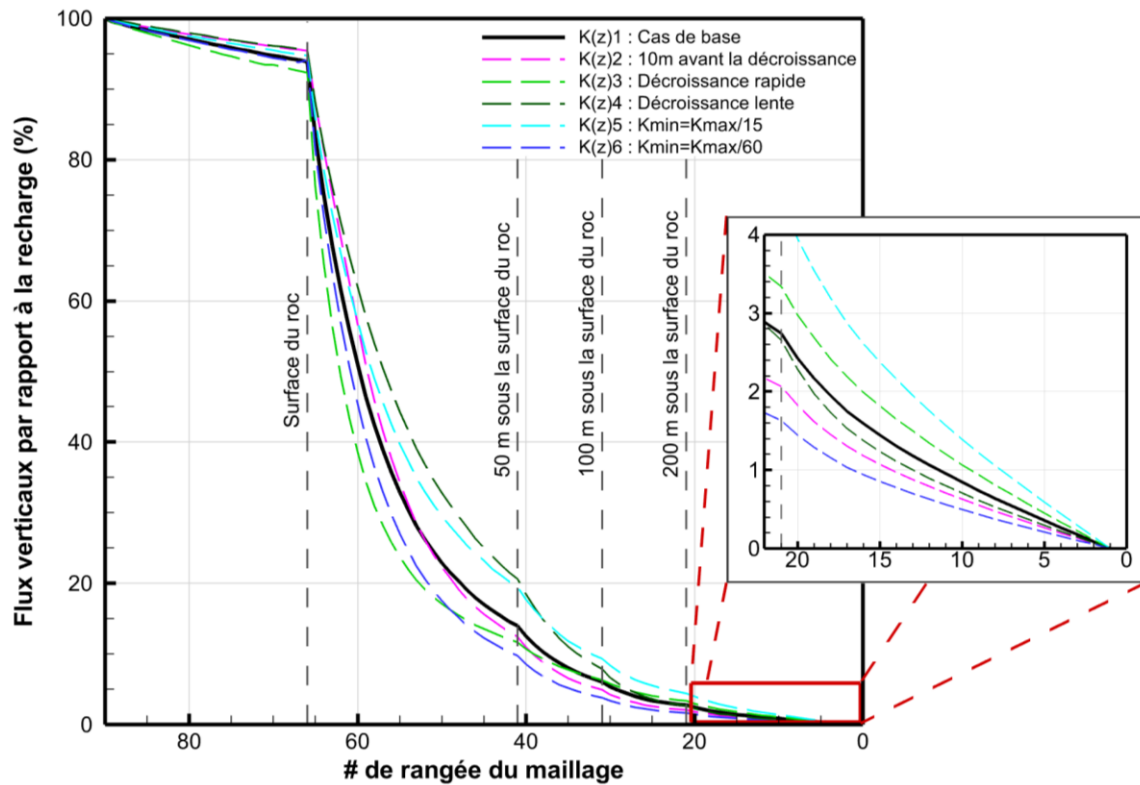 100
80
60
40
20
0
Flux verticaux par rapport à la recharge (%)
K(z)1 : Cas de base
K(z)2 : 10m avant la décroissance
K(z)3 : Décroissance rapide
K(z)4 : Décroissance lente
K(z)5 : Kmin=Kmax/15
K(z)6 : Kmin=Kmax/60
Surface du roc
50 m sous la surface du roc
100 m sous la surface du roc
200 m sous la surface du roc
4
3
2
1
0
20
15
10
5
0
80
60
40
20
0
# de rangée du maillage